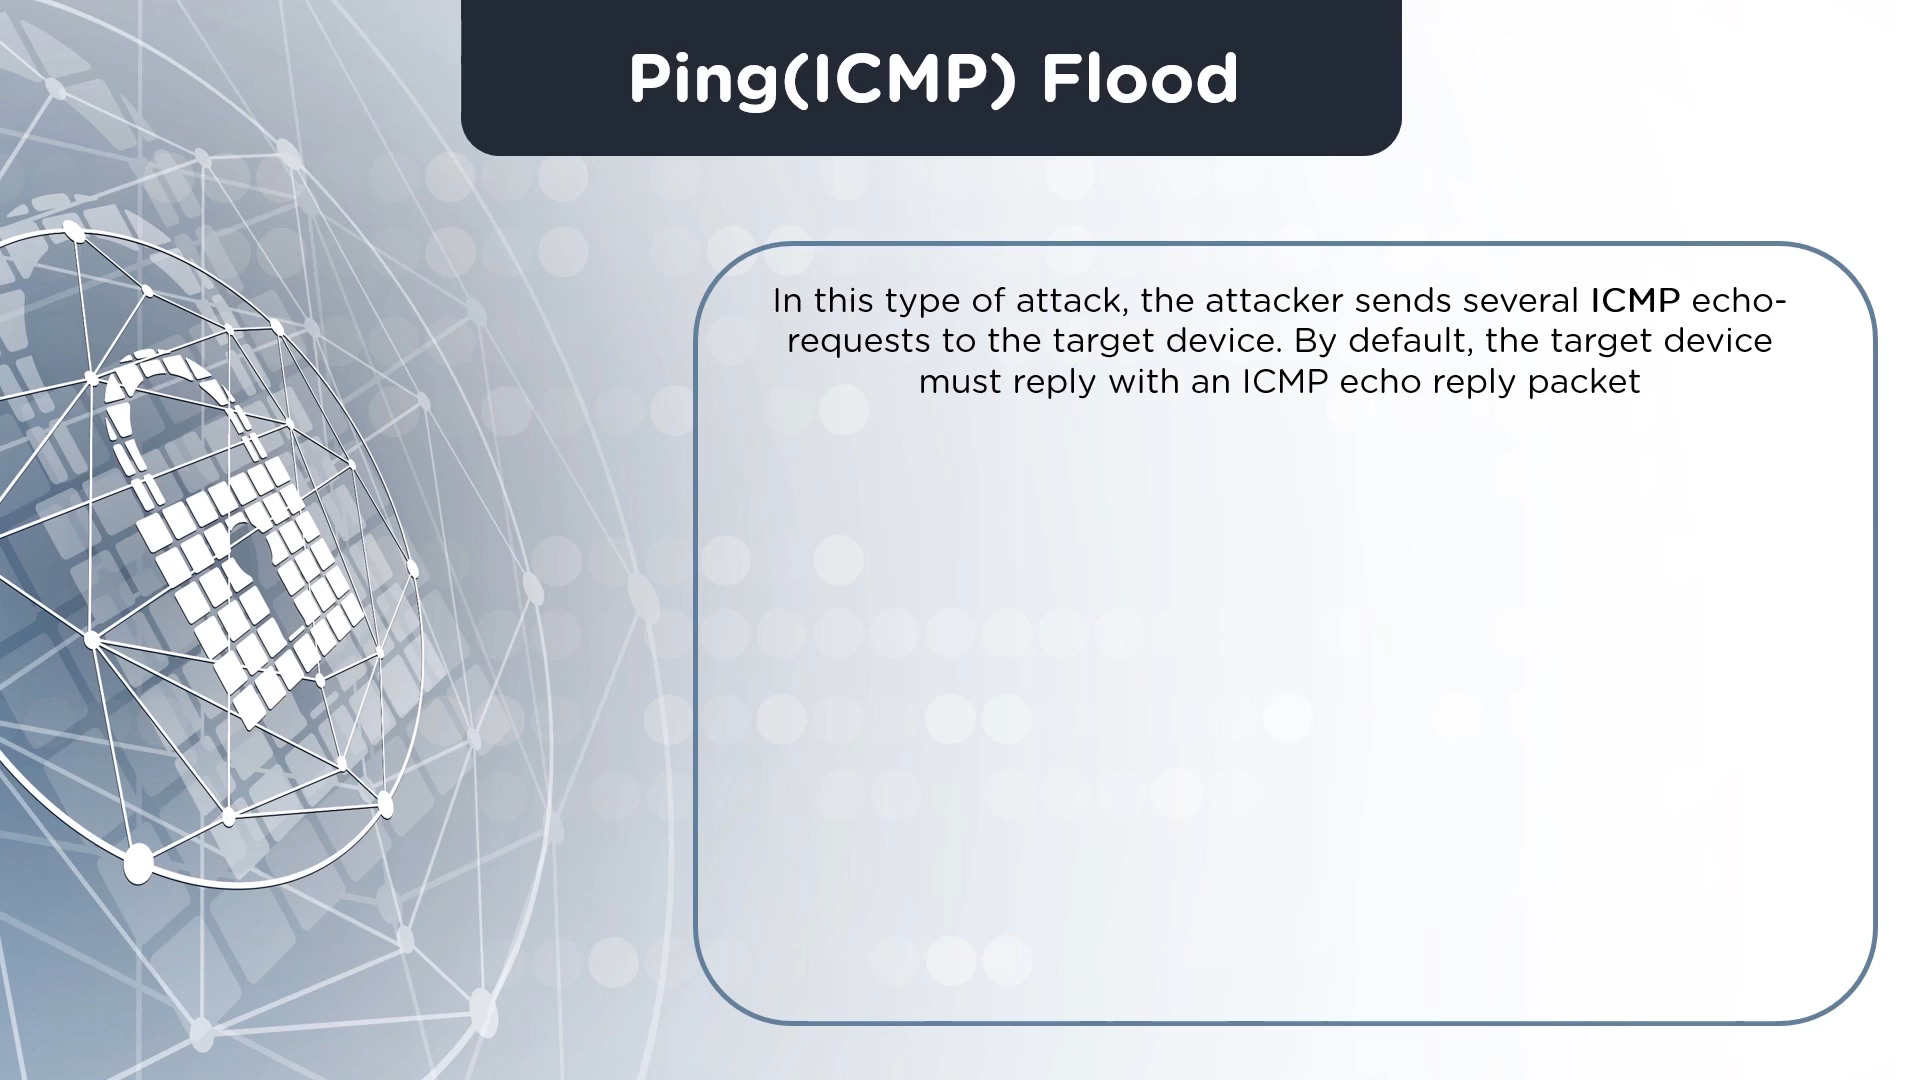 Ping(ICMP) Flood
In this type of attack, the attacker sends several ICMP echo-
requests to the target device. By default, the target device
must reply with an ICMP echo reply packet